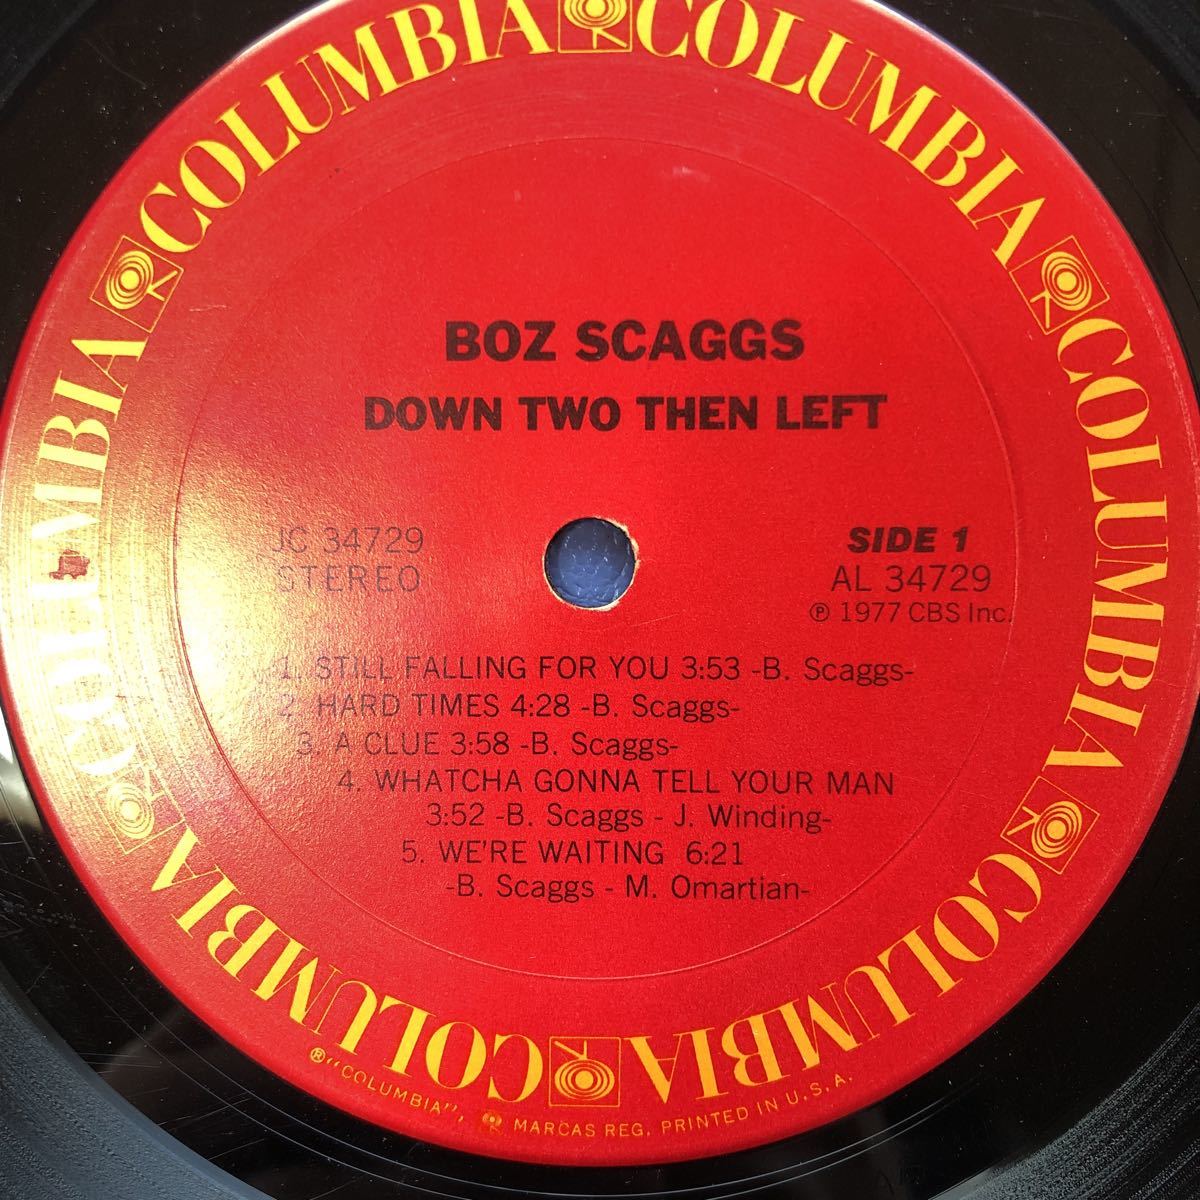 COLUMBIA COLUMBIA COLUMBIA COLUMBIA COLUMBIA COLUMBIA
BOZ SCAGGS
DOWN TWO THEN LEFT
JC 34729
STEREO
SIDE 1
AL 34729
℗ 1977 CBS Inc.
1. STILL FALLING FOR YOU 3:53 -B. Scaggs-
2. HARD TIMES 4:28 -B. Scaggs-
3. A CLUE 3:58 -B. Scaggs-
4. WHATCHA GONNA TELL YOUR MAN
3:52 -B. Scaggs - J. Winding-
5. WE'RE WAITING 6:21
-B. Scaggs - M. Omartian-
® "COLUMBIA", MARCAS REG. PRINTED IN U.S.A.